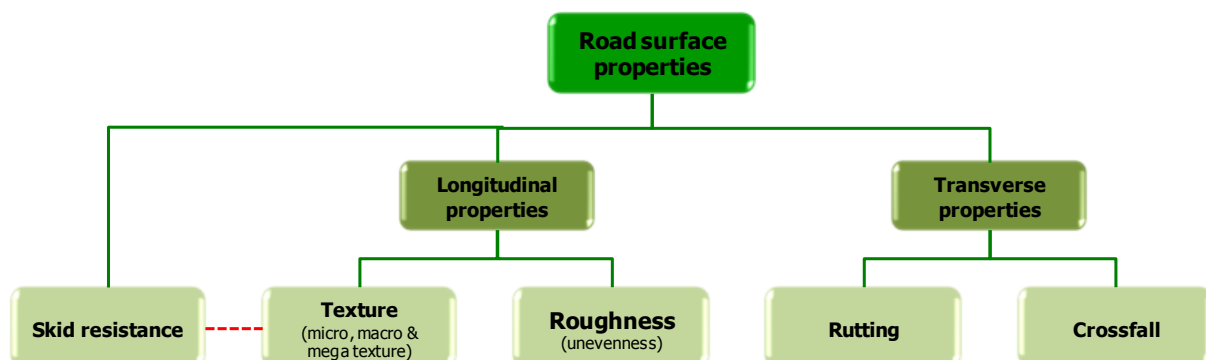 Road surface
properties
Longitudinal
properties
Transverse
properties
Skid resistance
Texture
(micro, macro &
mega texture)
Roughness
(unevenness)
Rutting
Crossfall